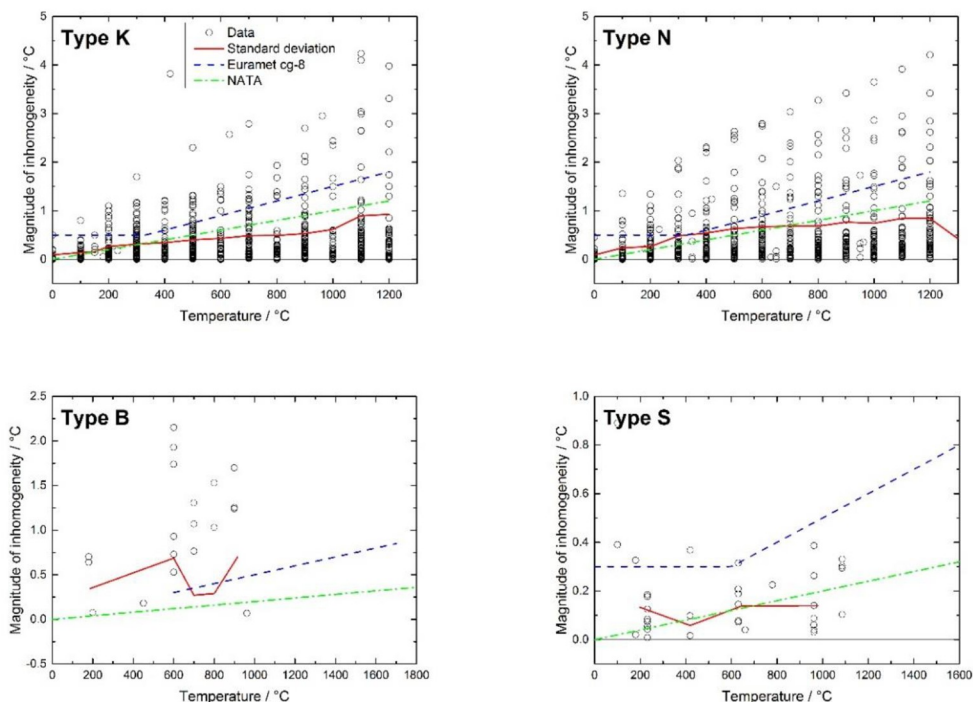 Type K
Data
Standard deviation
Euramet cg-8
NATA
Magnitude of inhomogeneity / °C
5
4
3
2
1
0
0 200 400 600 800 1000 1200
Temperature / °C
Type N
Magnitude of inhomogeneity / °C
5
4
3
2
1
0
0 200 400 600 800 1000 1200
Temperature / °C
Type B
Magnitude of inhomogeneity / °C
2.5
2.0
1.5
1.0
0.5
0.0
-0.5
0 200 400 600 800 1000 1200 1400 1600 1800
Temperature / °C
Type S
Magnitude of inhomogeneity / °C
1.0
0.8
0.6
0.4
0.2
0.0
0 200 400 600 800 1000 1200 1400 1600
Temperature / °C